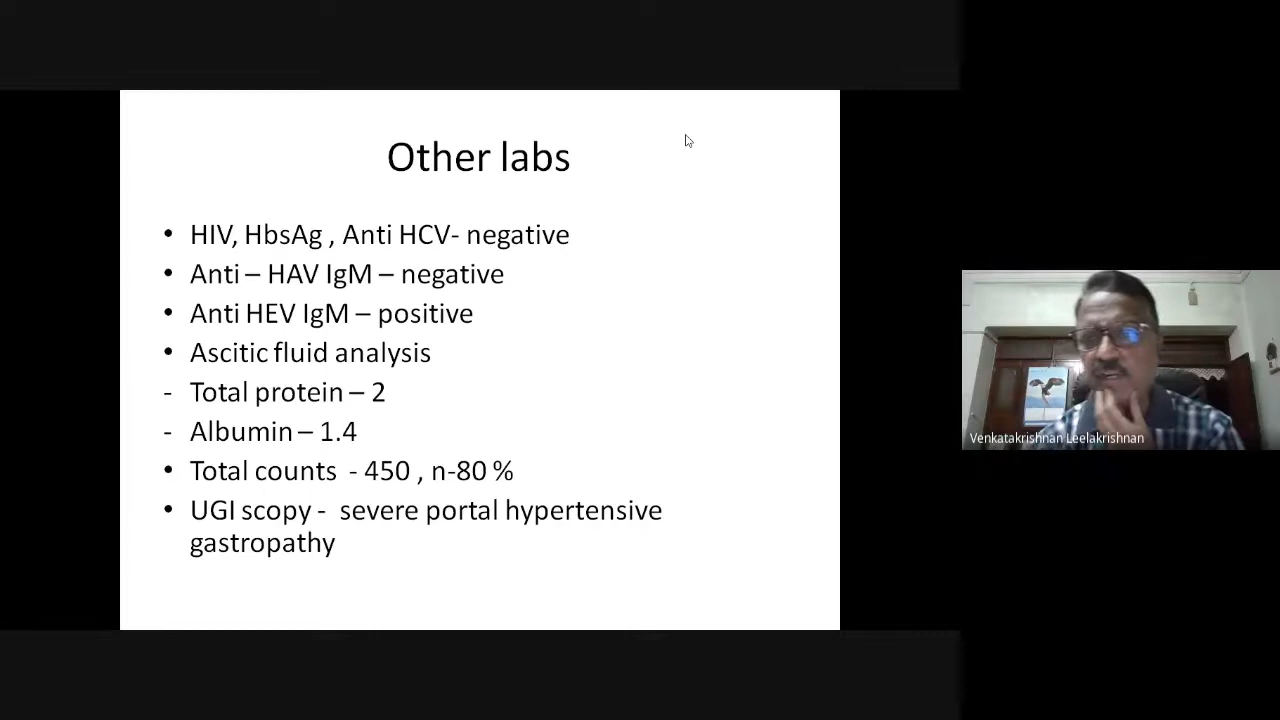 Other labs
• HIV, HbsAg , Anti HCV- negative
• Anti – HAV IgM – negative
• Anti HEV IgM – positive
• Ascitic fluid analysis
- Total protein – 2
- Albumin – 1.4
• Total counts - 450 , n-80 %
• UGI scopy - severe portal hypertensive
gastropathy
Venkatakrishnan Leelakrishnan